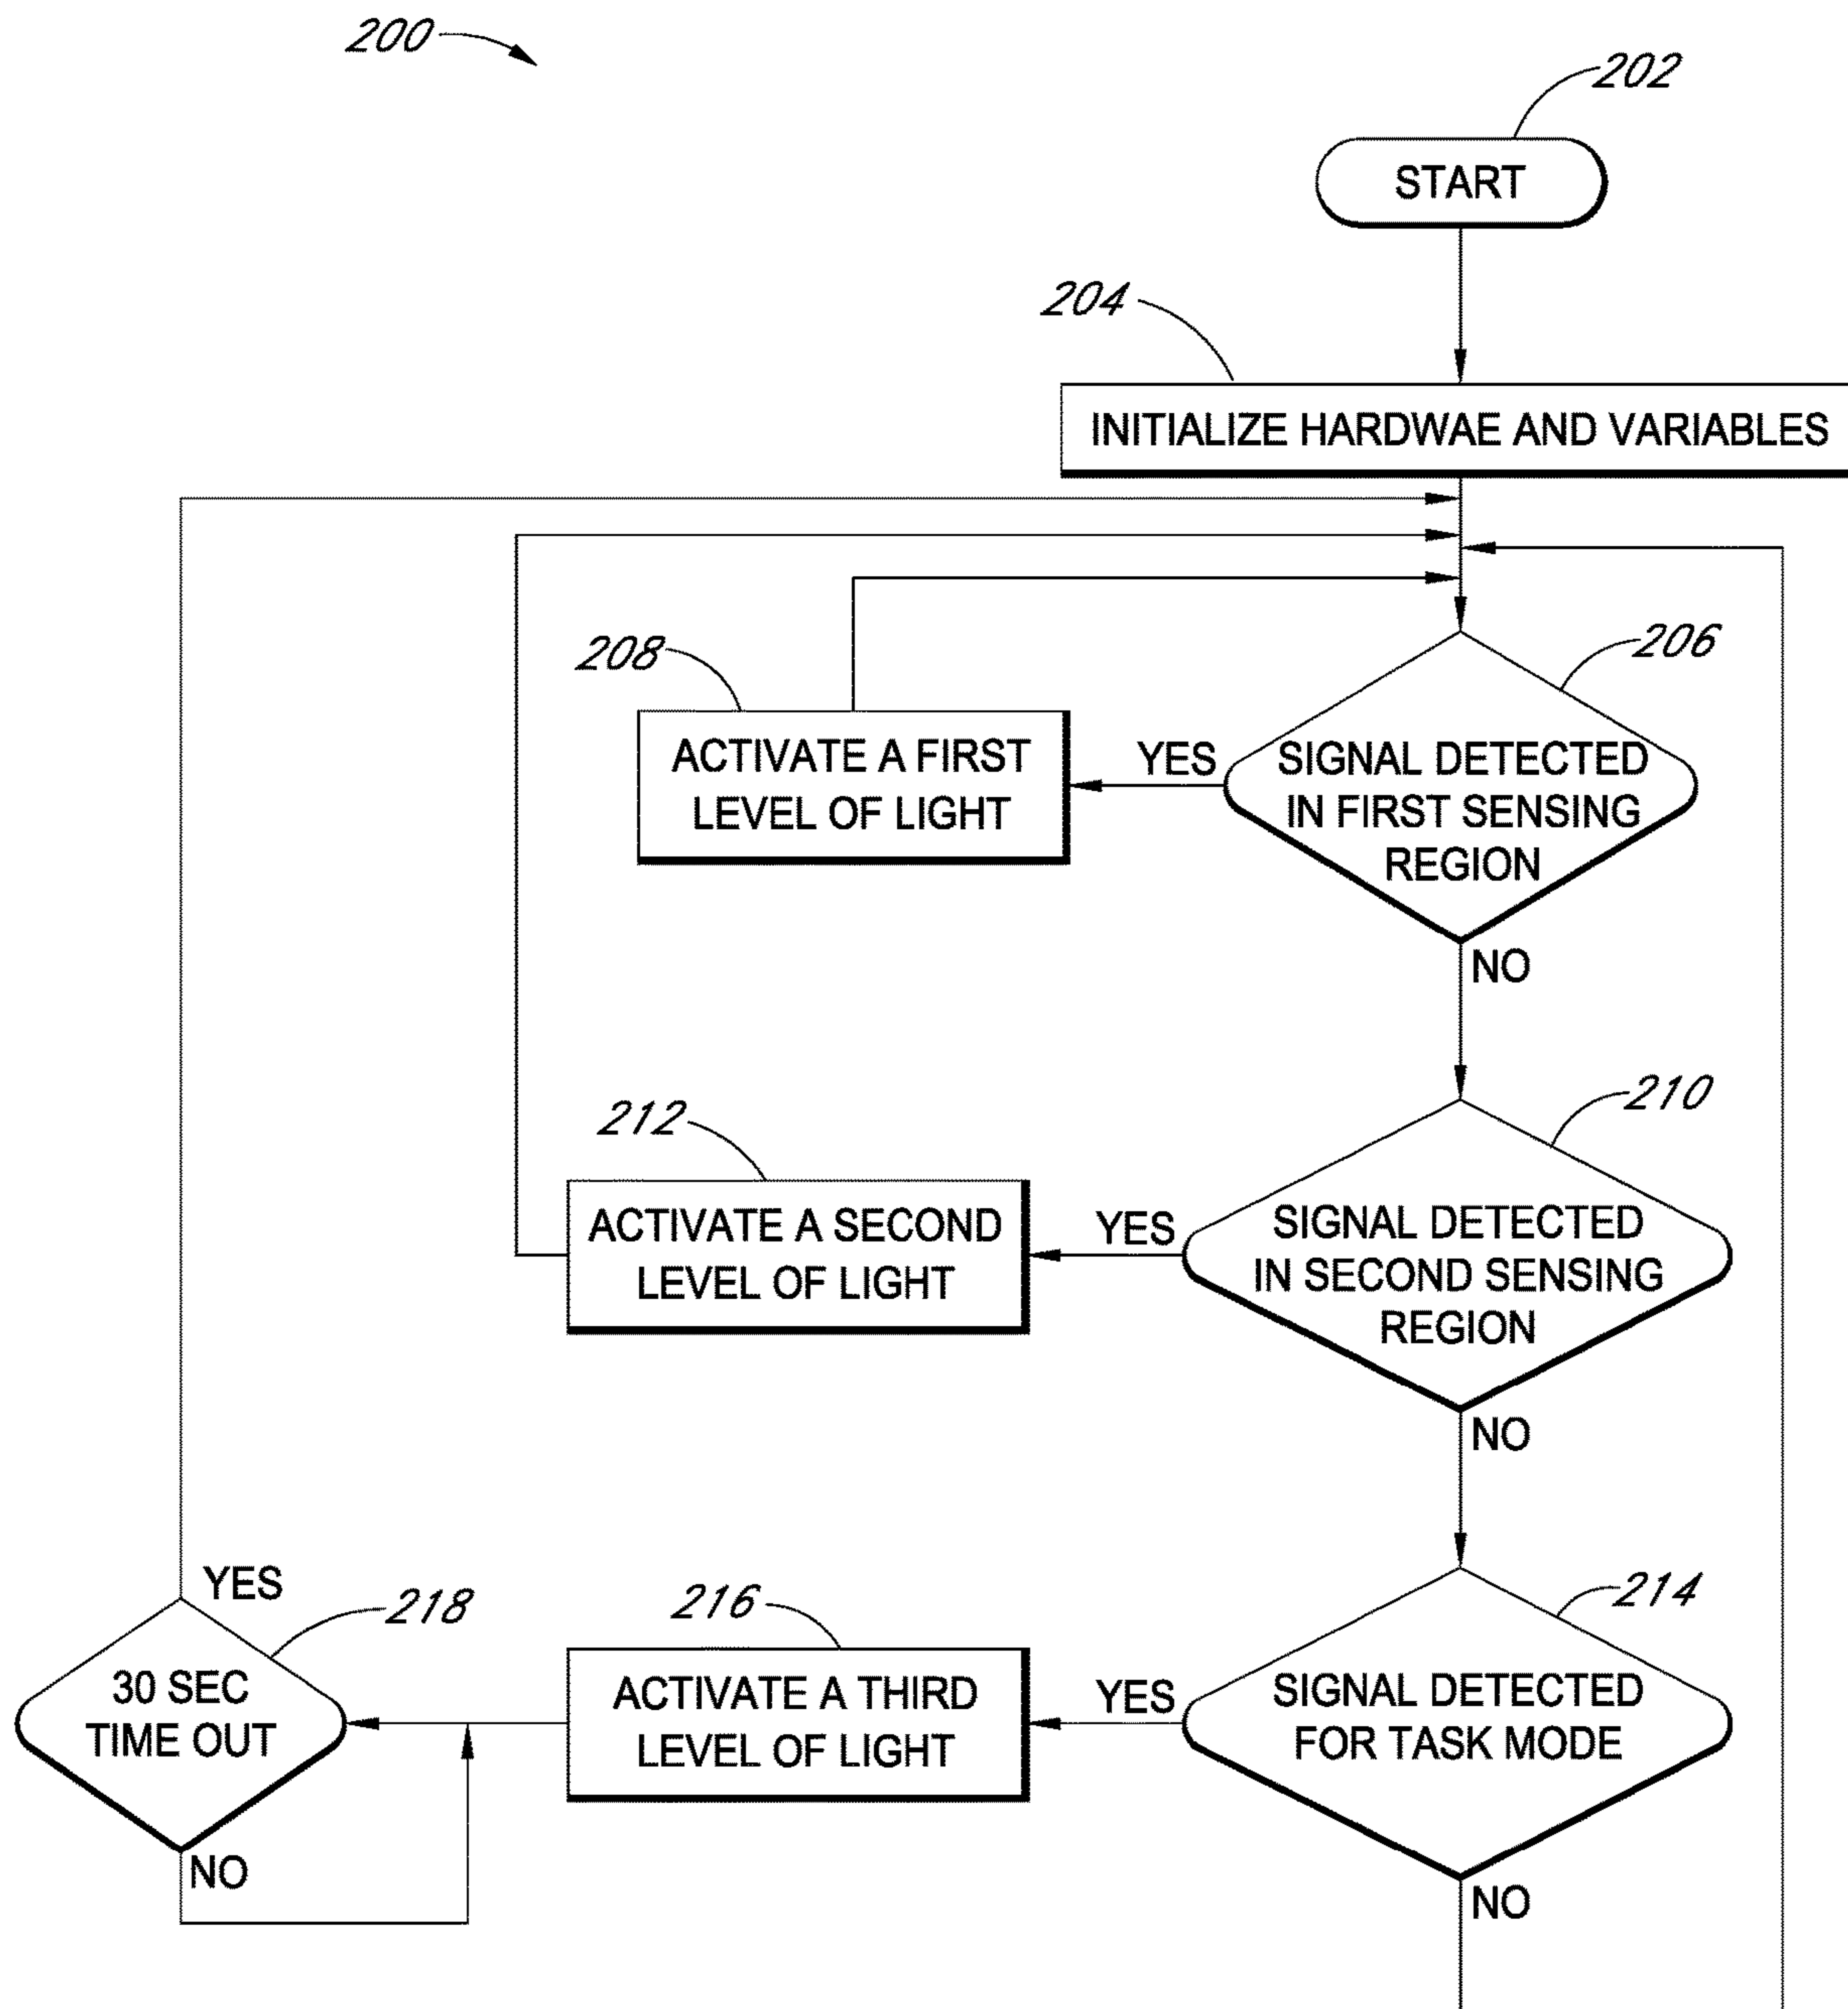 200
202
START
204
INITIALIZE HARDWAE AND VARIABLES
206
208
SIGNAL DETECTED
IN FIRST SENSING
REGION
YES
ACTIVATE A FIRST
LEVEL OF LIGHT
NO
210
212
SIGNAL DETECTED
IN SECOND SENSING
REGION
YES
ACTIVATE A SECOND
LEVEL OF LIGHT
NO
214
216
SIGNAL DETECTED
FOR TASK MODE
YES
ACTIVATE A THIRD
LEVEL OF LIGHT
218
30 SEC
TIME OUT
YES
NO
NO